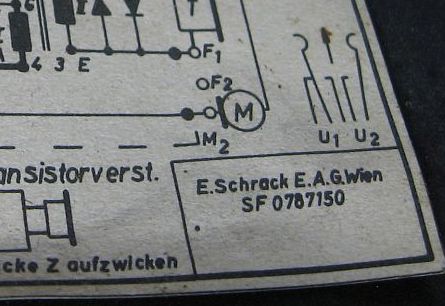 T
4 3 E
F1
F2
M
M2
U1 U2
ansistorverst.
E.Schrack E.A.G.Wien
SF 0787150
cke Z aufzwicken